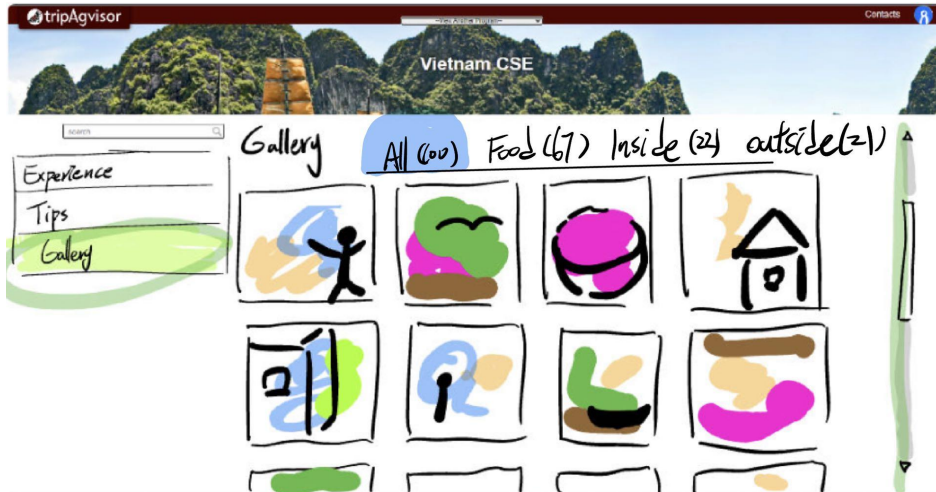 tripAgvisor
Contacts
Vietnam CSE
search
Gallery
All (100) Food (67) Inside (22) outside (21)
Experience
Tips
Gallery